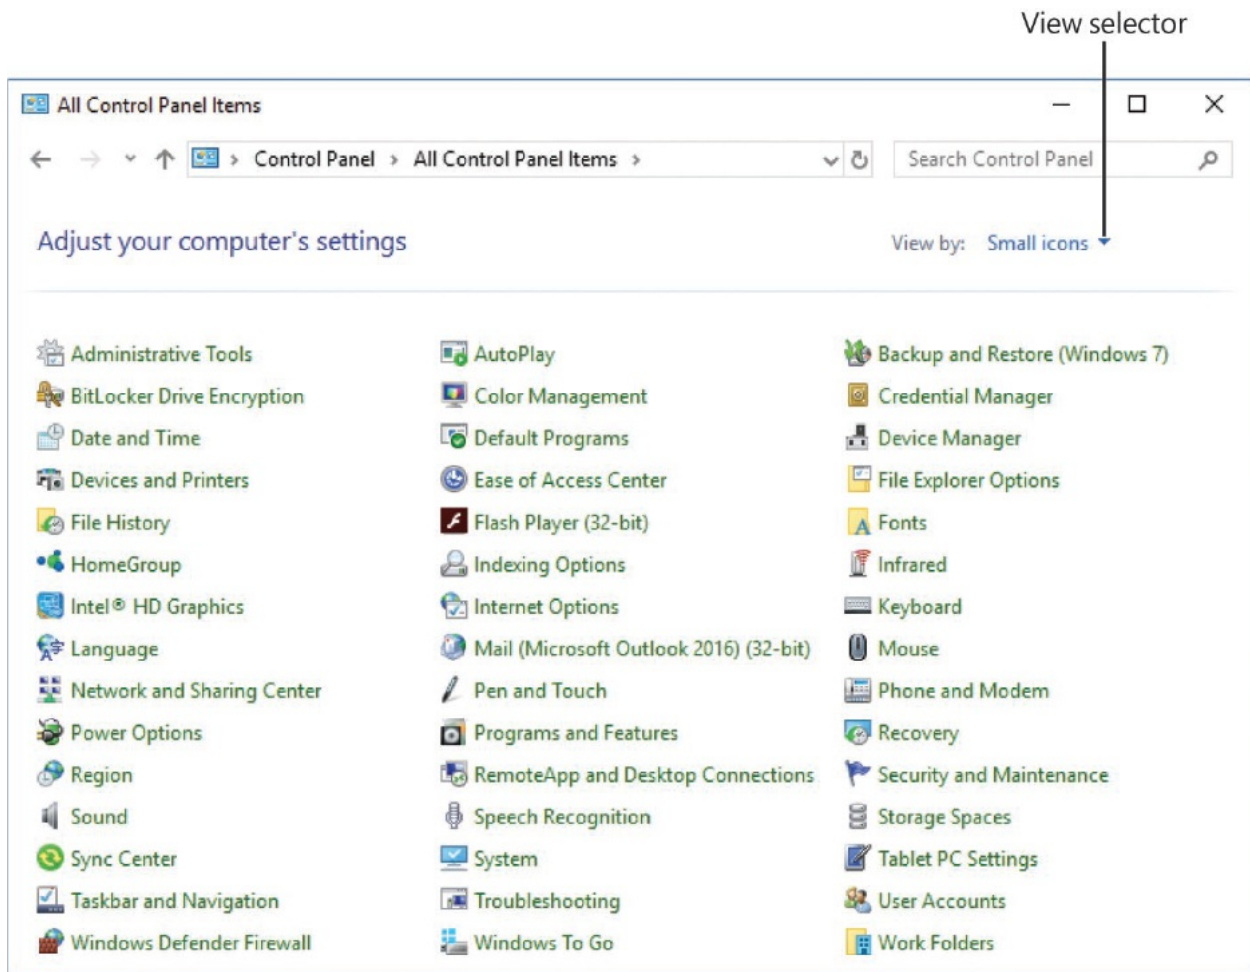 View selector
All Control Panel Items
Control Panel > All Control Panel Items >
Search Control Panel
Adjust your computer's settings
View by: Small icons
Administrative Tools
AutoPlay
Backup and Restore (Windows 7)
BitLocker Drive Encryption
Color Management
Credential Manager
Date and Time
Default Programs
Device Manager
Devices and Printers
Ease of Access Center
File Explorer Options
File History
Flash Player (32-bit)
Fonts
HomeGroup
Indexing Options
Infrared
Intel® HD Graphics
Internet Options
Keyboard
Language
Mail (Microsoft Outlook 2016) (32-bit)
Mouse
Network and Sharing Center
Pen and Touch
Phone and Modem
Power Options
Programs and Features
Recovery
Region
RemoteApp and Desktop Connections
Security and Maintenance
Sound
Speech Recognition
Storage Spaces
Sync Center
System
Tablet PC Settings
Taskbar and Navigation
Troubleshooting
User Accounts
Windows Defender Firewall
Windows To Go
Work Folders